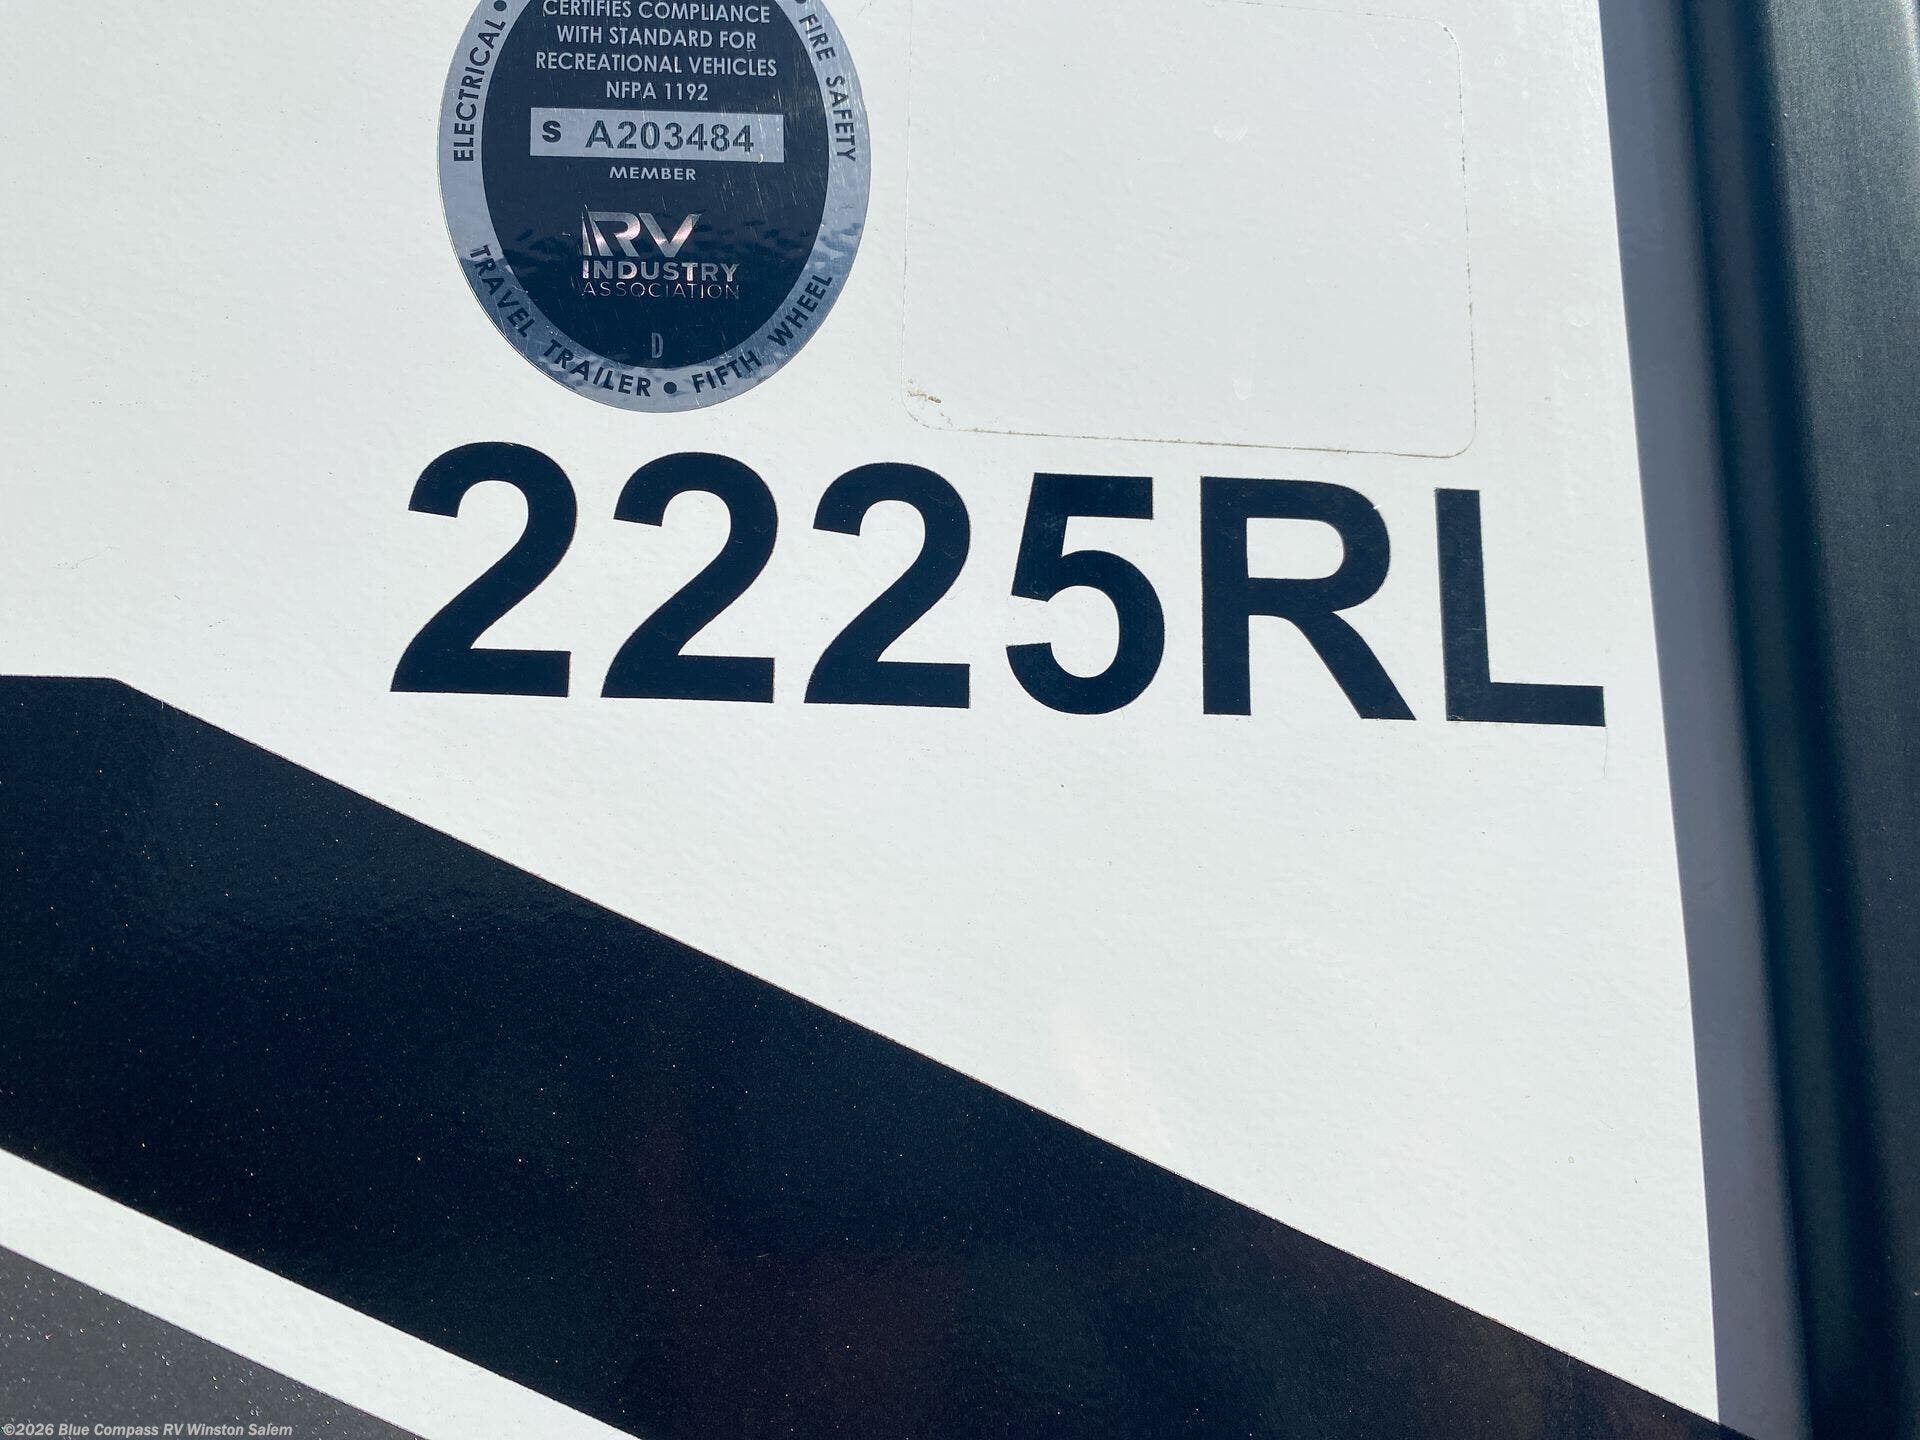 CERTIFIES COMPLIANCE
WITH STANDARD FOR
RECREATIONAL VEHICLES
NFPA 1192
S A203484
MEMBER
RV
INDUSTRY
ASSOCIATION
D
ELECTRICAL •
• FIRE SAFETY
TRAVEL TRAILER • FIFTH WHEEL
2225RL
©2026 Blue Compass RV Winston Salem